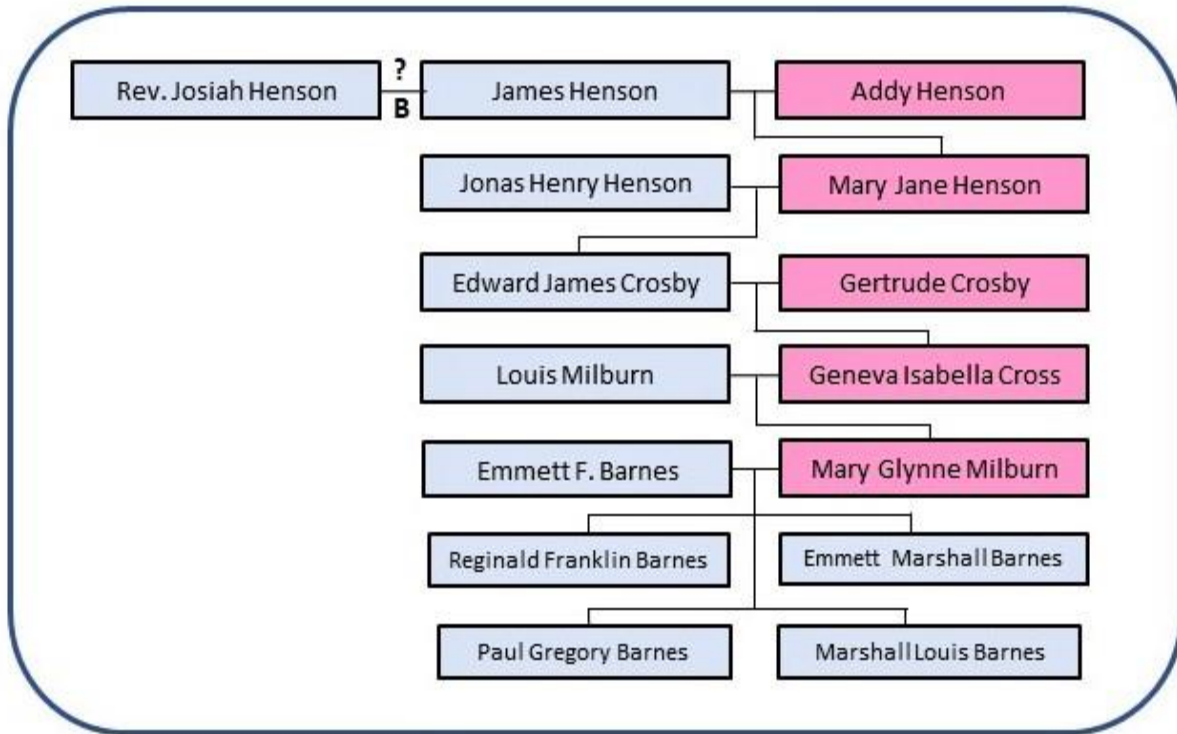 ?
Rev. Josiah Henson James Henson Addy Henson
B
Jonas Henry Henson Mary Jane Henson
Edward James Crosby Gertrude Crosby
Louis Milburn Geneva Isabella Cross
Emmett F. Barnes Mary Glynne Milburn
Reginald Franklin Barnes Emmett Marshall Barnes
Paul Gregory Barnes Marshall Louis Barnes